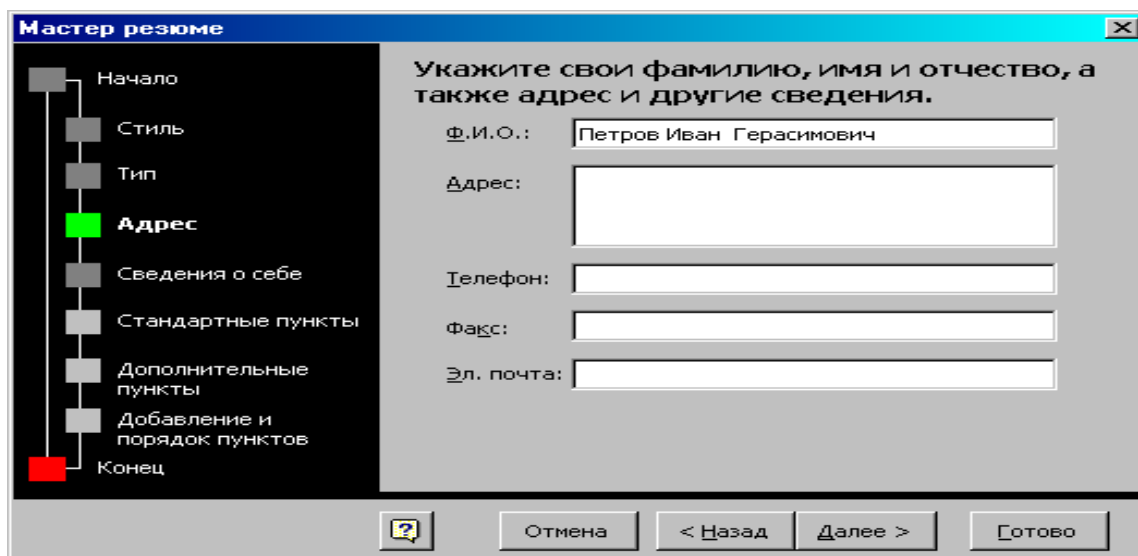 Мастер резюме
Начало
Стиль
Тип
Адрес
Сведения о себе
Стандартные пункты
Дополнительные
пункты
Добавление и
порядок пунктов
Конец
Укажите свои фамилию, имя и отчество, а
также адрес и другие сведения.
Ф.И.О.: Петров Иван  Герасимович
Адрес:
Телефон:
Факс:
Эл. почта:
Отмена < Назад Далее > Готово